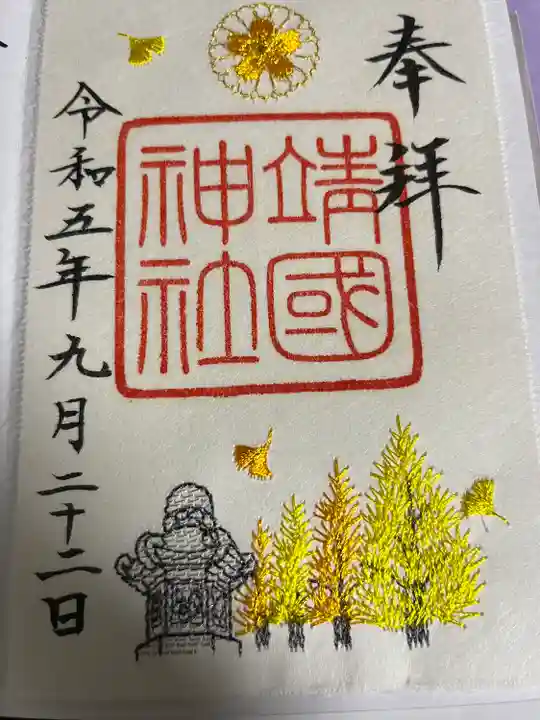 奉拝
靖國
神社
令和五年九月二十二日